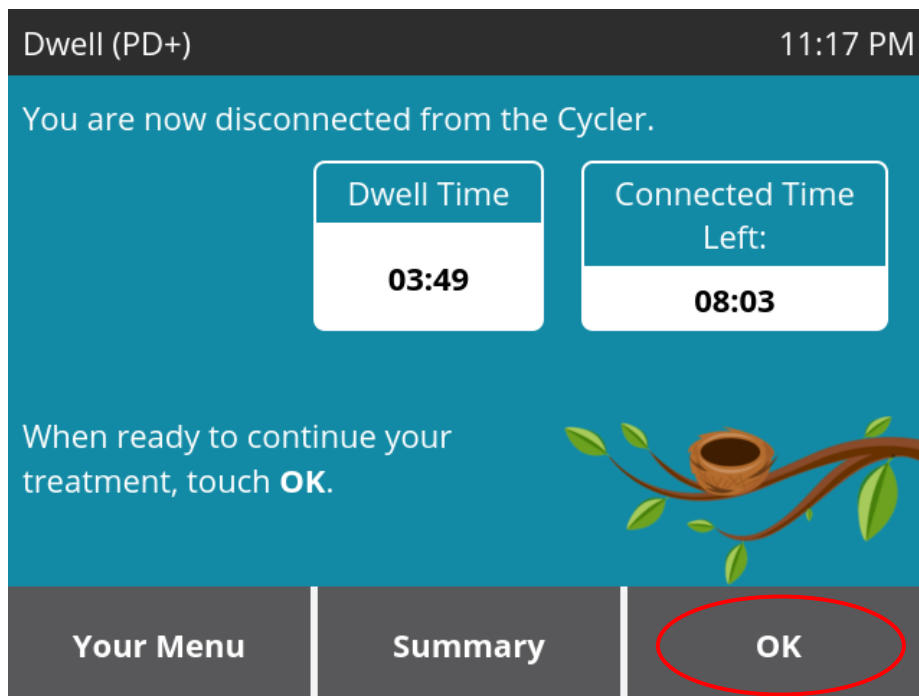 Dwell (PD+) 11:17 PM
You are now disconnected from the Cycler.
Dwell Time
03:49
Connected Time
Left:
08:03
When ready to continue your
treatment, touch OK.
Your Menu Summary OK